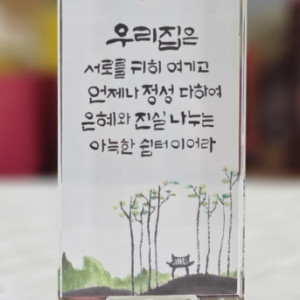 우리집은
서로를 귀히 여기고
언제나 정성 다하여
은혜와 진실 나누는
아늑한 쉼터이어라